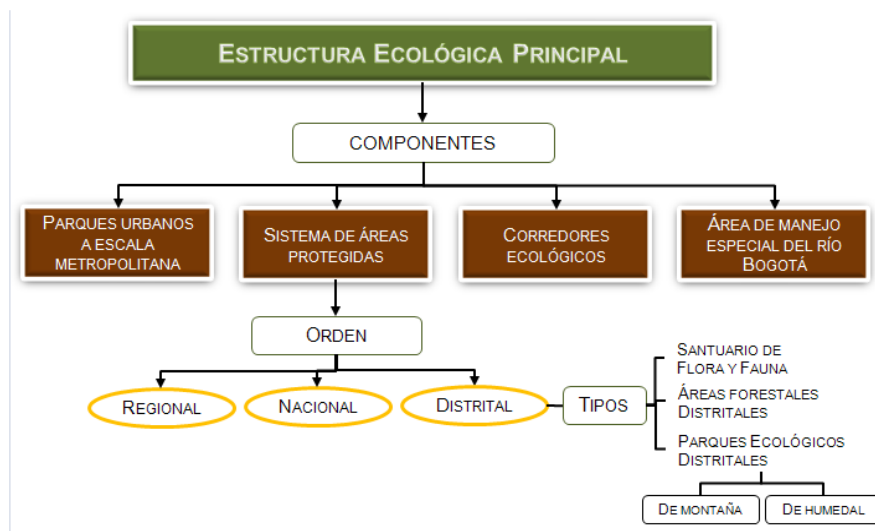 ESTRUCTURA ECOLÓGICA PRINCIPAL
COMPONENTES
PARQUES URBANOS
A ESCALA
METROPOLITANA
SISTEMA DE ÁREAS
PROTEGIDAS
CORREDORES
ECOLÓGICOS
ÁREA DE MANEJO
ESPECIAL DEL RÍO
BOGOTÁ
ORDEN
REGIONAL
NACIONAL
DISTRITAL
TIPOS
SANTUARIO DE
FLORA Y FAUNA
ÁREAS FORESTALES
DISTRITALES
PARQUES ECOLÓGICOS
DISTRITALES
DE MONTAÑA
DE HUMEDAL